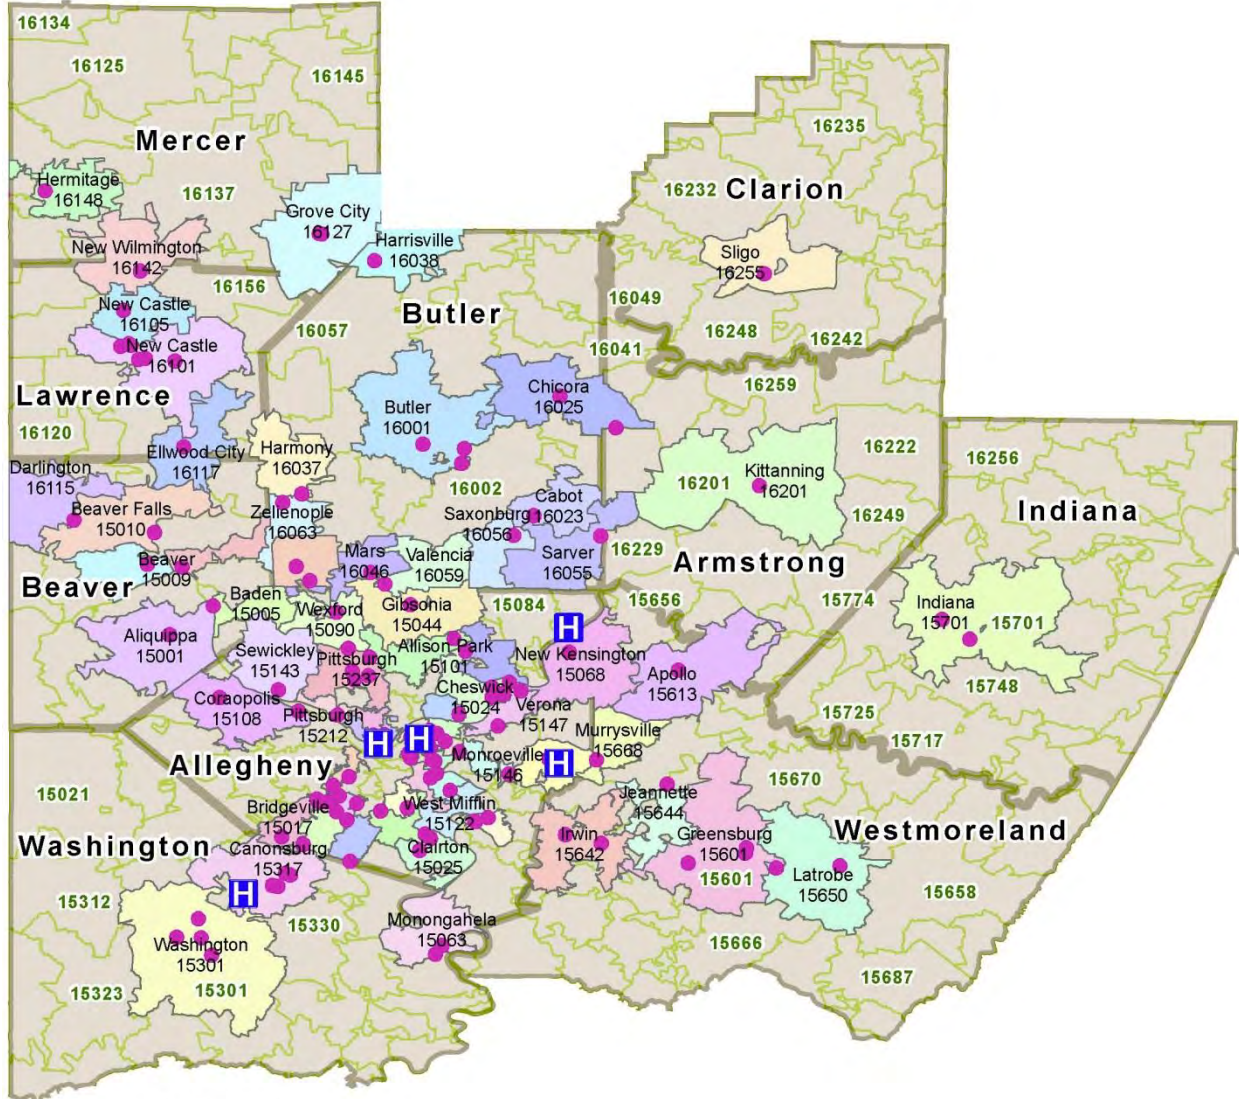 16134
16125
16145
Mercer
16235
Hermitage
16148
16137
16232
Clarion
Grove City
16127
Harrisville
16038
New Wilmington
16142
Sligo
16255
16156
New Castle
16105
16049
Butler
16057
16248
16242
New Castle
16101
16041
Lawrence
Chicora
16025
16259
Butler
16001
16120
Ellwood City
16117
Harmony
16037
16222
16256
Darlington
16115
Kittanning
16201
16201
16002
Cabot
16023
Beaver Falls
15010
Zelienople
16063
Saxonburg
16056
16249
Indiana
Mars
16046
Valencia
16059
Sarver
16055
16229
Armstrong
Beaver
15009
Beaver
Baden
15005
Wexford
15090
Gibsonia
15044
15084
15656
15774
Indiana
15701
15701
Aliquippa
15001
Sewickley
15143
Pittsburgh
15237
Allison Park
15101
H
New Kensington
15068
Apollo
15613
15748
Coraopolis
15108
Pittsburgh
15212
Cheswick
15024
Verona
15147
15725
15717
Murrysville
15668
H
H
H
Monroeville
15146
Allegheny
15021
15670
Jeannette
15644
Bridgeville
15017
West Mifflin
15122
Washington
Irwin
15642
Greensburg
15601
15601
Westmoreland
Canonsburg
15317
Clairton
15025
Latrobe
15650
15658
H
15312
15330
Monongahela
15063
Washington
15301
15301
15666
15323
15687